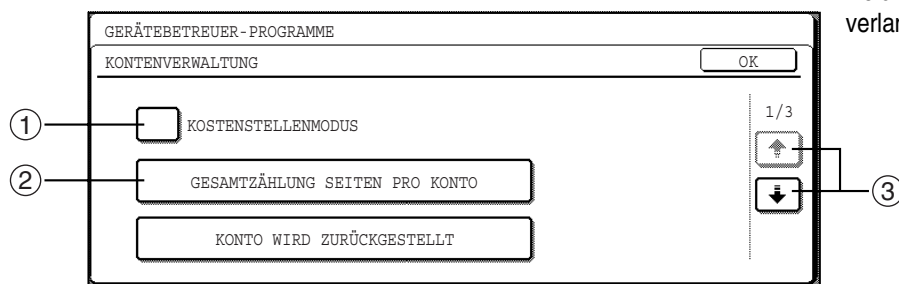 GERÄTEBETREUER-PROGRAMME
KONTENVERWALTUNG
OK
1 KOSTENSTELLENMODUS
1/3
2 GESAMTZÄHLUNG SEITEN PRO KONTO
3
KONTO WIRD ZURÜCKGESTELLT